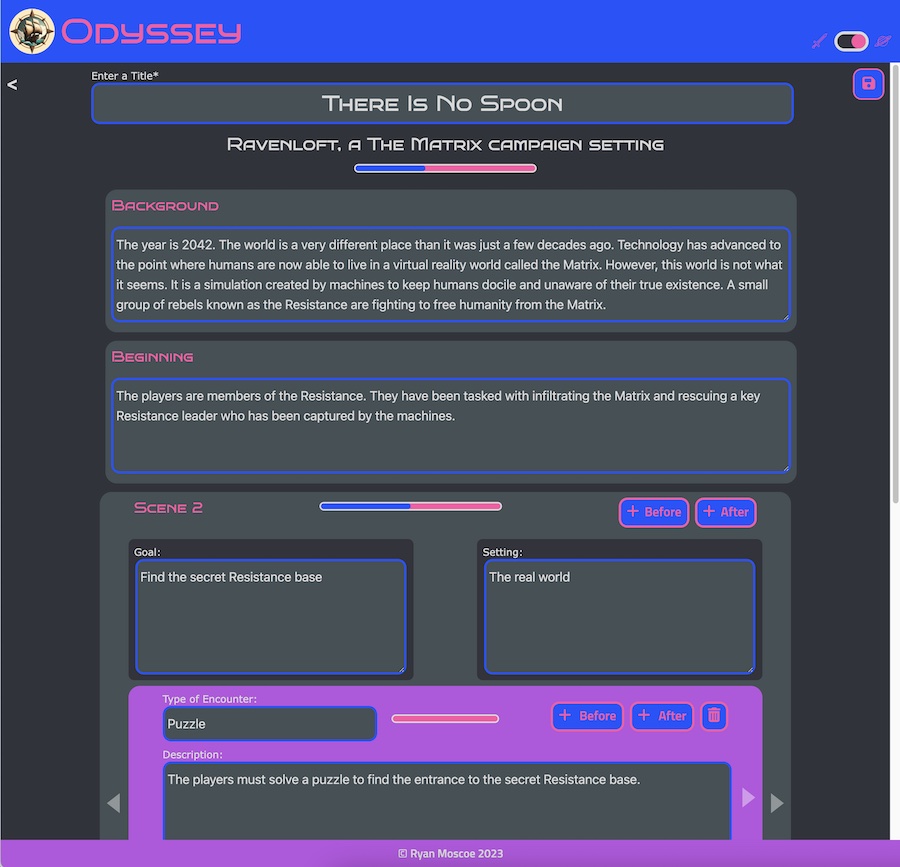 Odyssey
<
Enter a Title*
There Is No Spoon
Ravenloft, a The Matrix campaign setting
Background
The year is 2042. The world is a very different place than it was just a few decades ago. Technology has advanced to
the point where humans are now able to live in a virtual reality world called the Matrix. However, this world is not what
it seems. It is a simulation created by machines to keep humans docile and unaware of their true existence. A small
group of rebels known as the Resistance are fighting to free humanity from the Matrix.
Beginning
The players are members of the Resistance. They have been tasked with infiltrating the Matrix and rescuing a key
Resistance leader who has been captured by the machines.
Scene 2
+ Before
+ After
Goal:
Setting:
Find the secret Resistance base
The real world
Type of Encounter:
Puzzle
+ Before
+ After
Description:
The players must solve a puzzle to find the entrance to the secret Resistance base.
© Ryan Moscoe 2023